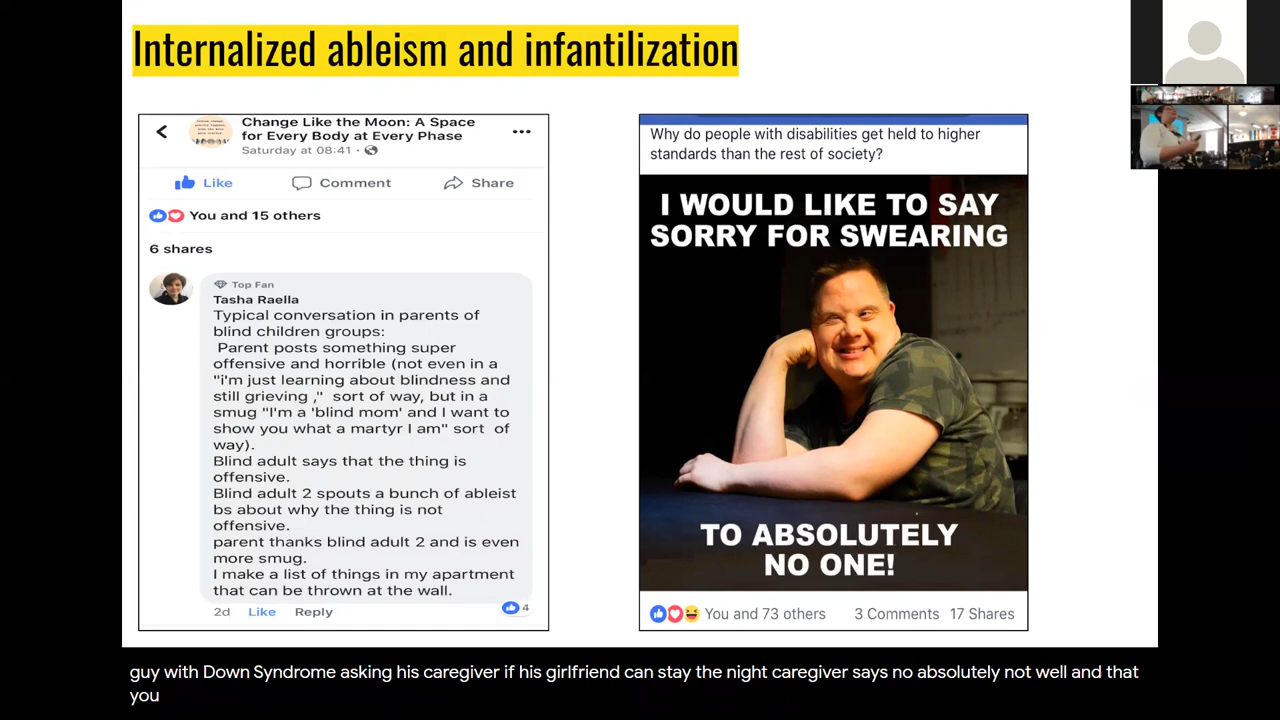 Internalized ableism and infantilization
Change Like the Moon: A Space
for Every Body at Every Phase
Saturday at 08:41 ·
Like
Comment
Share
You and 15 others
6 shares
Top Fan
Tasha Raella
Typical conversation in parents of
blind children groups:
Parent posts something super
offensive and horrible (not even in a
"i'm just learning about blindness and
still grieving ," sort of way, but in a
smug "I'm a 'blind mom' and I want to
show you what a martyr I am" sort of
way).
Blind adult says that the thing is
offensive.
Blind adult 2 spouts a bunch of ableist
bs about why the thing is not
offensive.
parent thanks blind adult 2 and is even
more smug.
I make a list of things in my apartment
that can be thrown at the wall.
2d Like Reply
4
Why do people with disabilities get held to higher
standards than the rest of society?
I WOULD LIKE TO SAY
SORRY FOR SWEARING
TO ABSOLUTELY
NO ONE!
You and 73 others 3 Comments 17 Shares
guy with Down Syndrome asking his caregiver if his girlfriend can stay the night caregiver says no absolutely not well and that
you